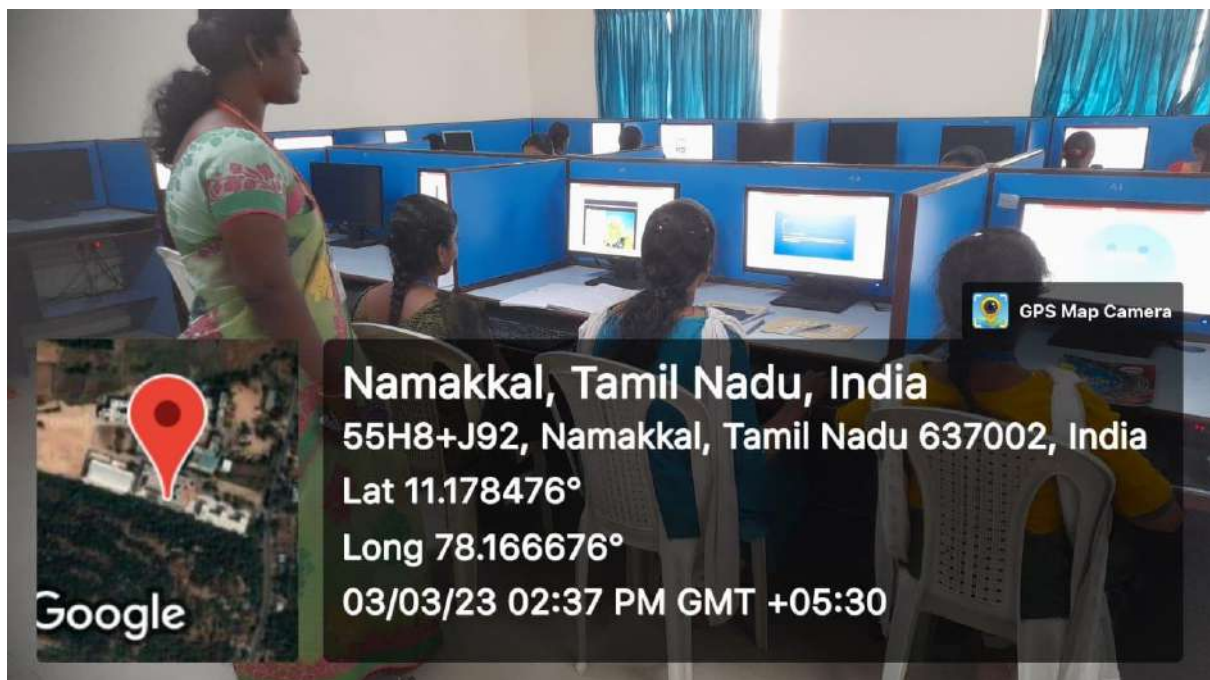 GPS Map Camera
Namakkal, Tamil Nadu, India
55H8+J92, Namakkal, Tamil Nadu 637002, India
Lat 11.178476°
Long 78.166676°
03/03/23 02:37 PM GMT +05:30
Google